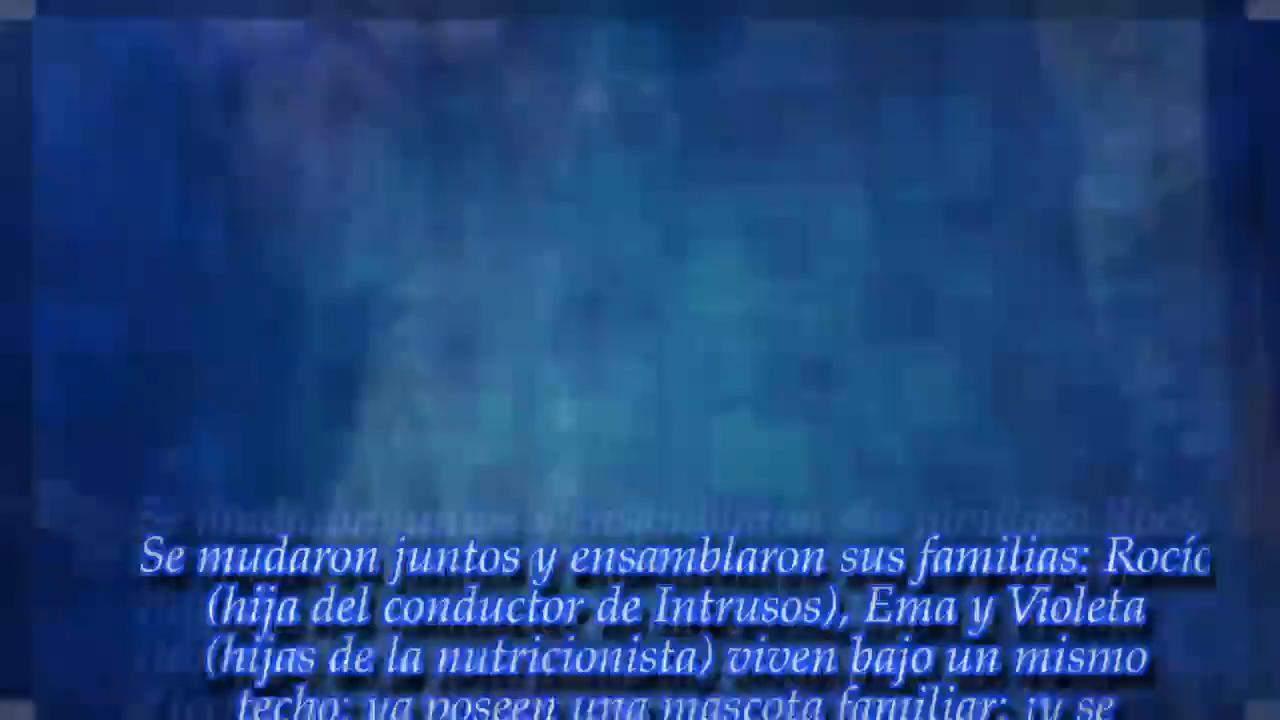 Se mudaron juntos y ensamblaron sus familias: Rocío
(hija del conductor de Intrusos), Ema y Violeta
(hijas de la nutricionista) viven bajo un mismo
techo; ya poseen una mascota familiar; ¡y se